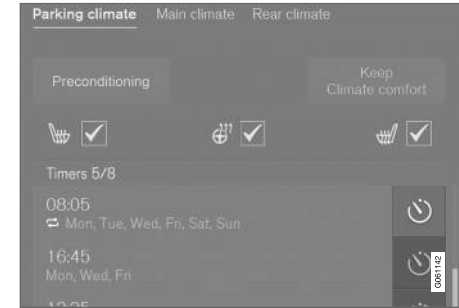 Parking climate Main climate Rear climate
Preconditioning
Keep
Climate comfort
Timers 5/8
08:05
Mon, Tue, Wed, Fri, Sat, Sun
16:45
Mon, Wed, Fri
G061142